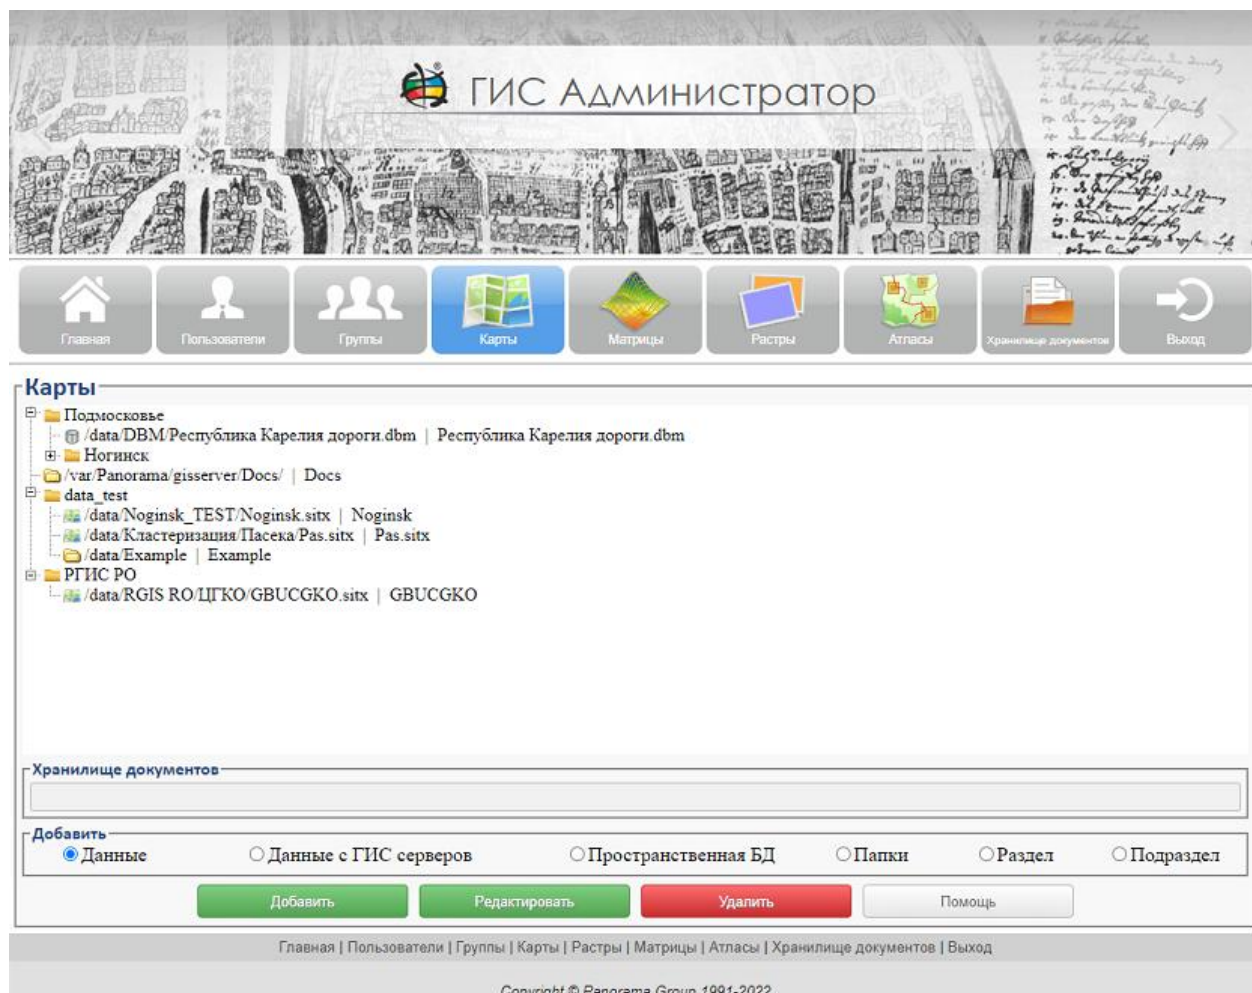 ГИС Администратор
Главная
Пользователи
Группы
Карты
Матрицы
Растры
Атласы
Хранилище документов
Выход
Карты
Подмосковье
/data/DBM/Республика Карелия дороги.dbm | Республика Карелия дороги.dbm
Ногинск
/var/Panorama/gisserver/Docs/ | Docs
data_test
/data/Noginsk_TEST/Noginsk.sitx | Noginsk
/data/Кластеризация/Пасека/Pas.sitx | Pas.sitx
/data/Example | Example
РГИС РО
/data/RGIS RO/ЦГКО/GBUCGKO.sitx | GBUCGKO
Хранилище документов
Добавить
Данные
Данные с ГИС серверов
Пространственная БД
Папки
Раздел
Подраздел
Добавить
Редактировать
Удалить
Помощь
Главная | Пользователи | Группы | Карты | Растры | Матрицы | Атласы | Хранилище документов | Выход
Copyright © Panorama Group 1991-2022